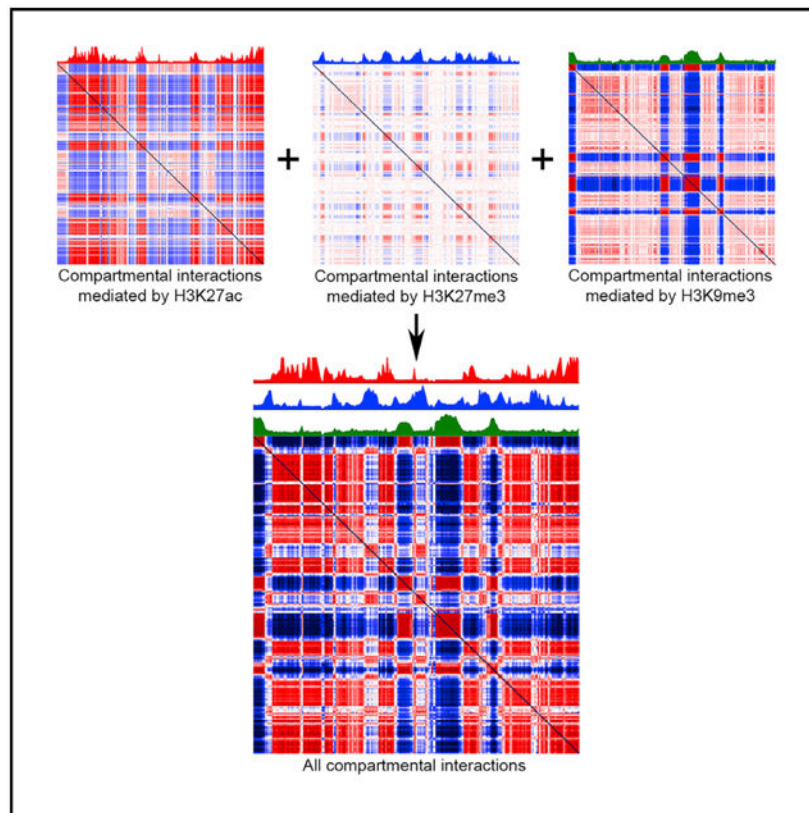 Compartmental interactions
mediated by H3K27ac
+
Compartmental interactions
mediated by H3K27me3
+
Compartmental interactions
mediated by H3K9me3
All compartmental interactions